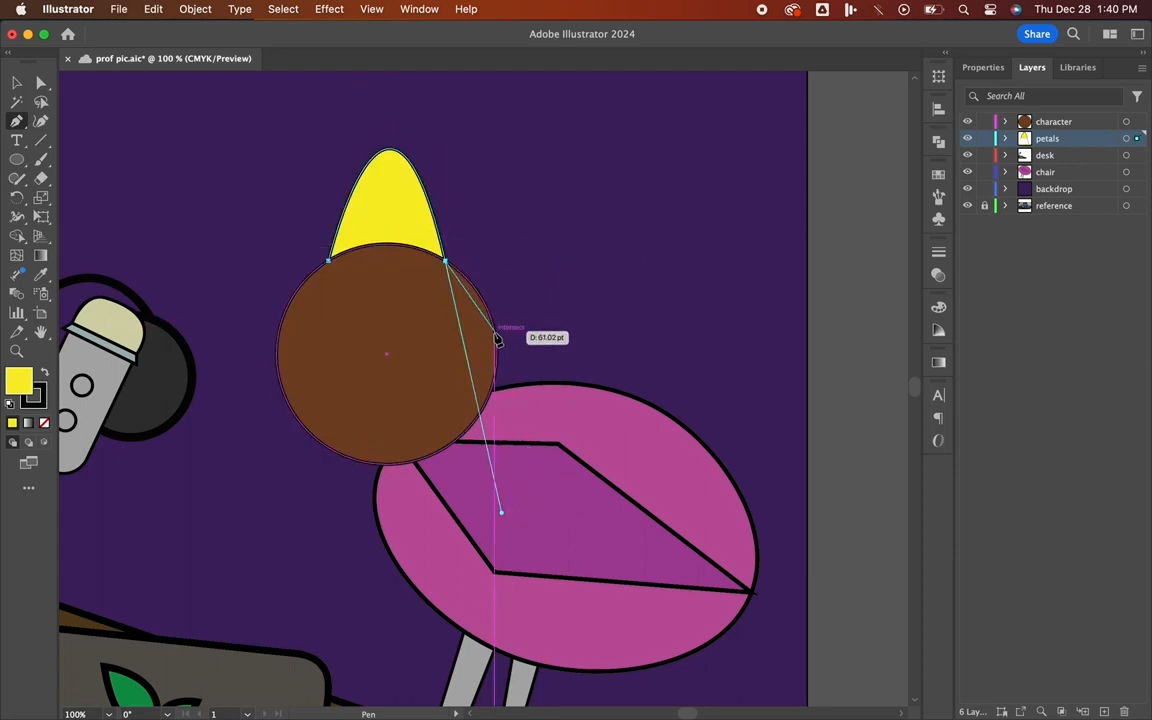 Illustrator File Edit Object Type Select Effect View Window Help Thu Dec 28 1:40 PM
Adobe Illustrator 2024 Share
prof pic.aic* @ 100 % (CMYK/Preview)
Properties Layers Libraries
Search All
character
petals
desk
chair
backdrop
reference
intersect
D: 61.02 pt
100% 0° 1 Pen
6 Lay...